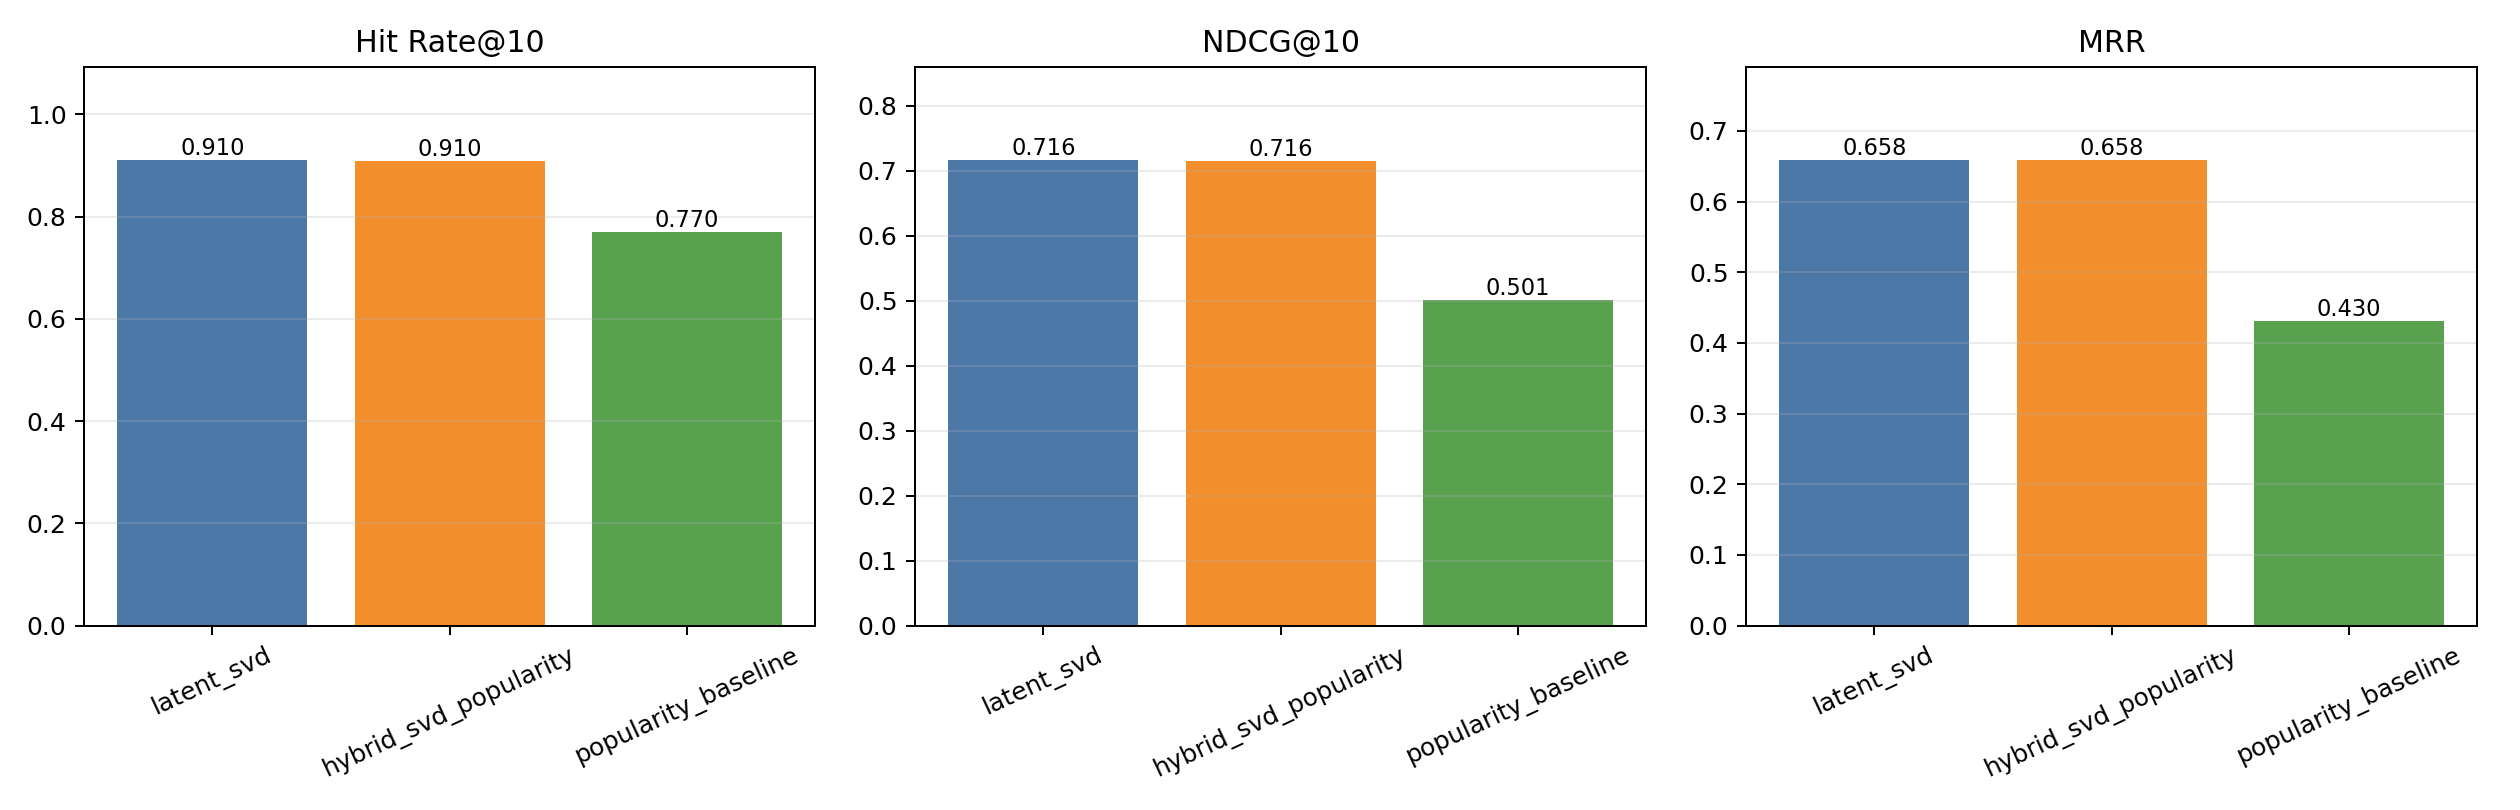 Hit Rate@10
1.0
0.8
0.6
0.4
0.2
0.0
0.910
0.910
0.770
latent_svd
hybrid_svd_popularity
popularity_baseline
NDCG@10
0.8
0.7
0.6
0.5
0.4
0.3
0.2
0.1
0.0
0.716
0.716
0.501
latent_svd
hybrid_svd_popularity
popularity_baseline
MRR
0.7
0.6
0.5
0.4
0.3
0.2
0.1
0.0
0.658
0.658
0.430
latent_svd
hybrid_svd_popularity
popularity_baseline